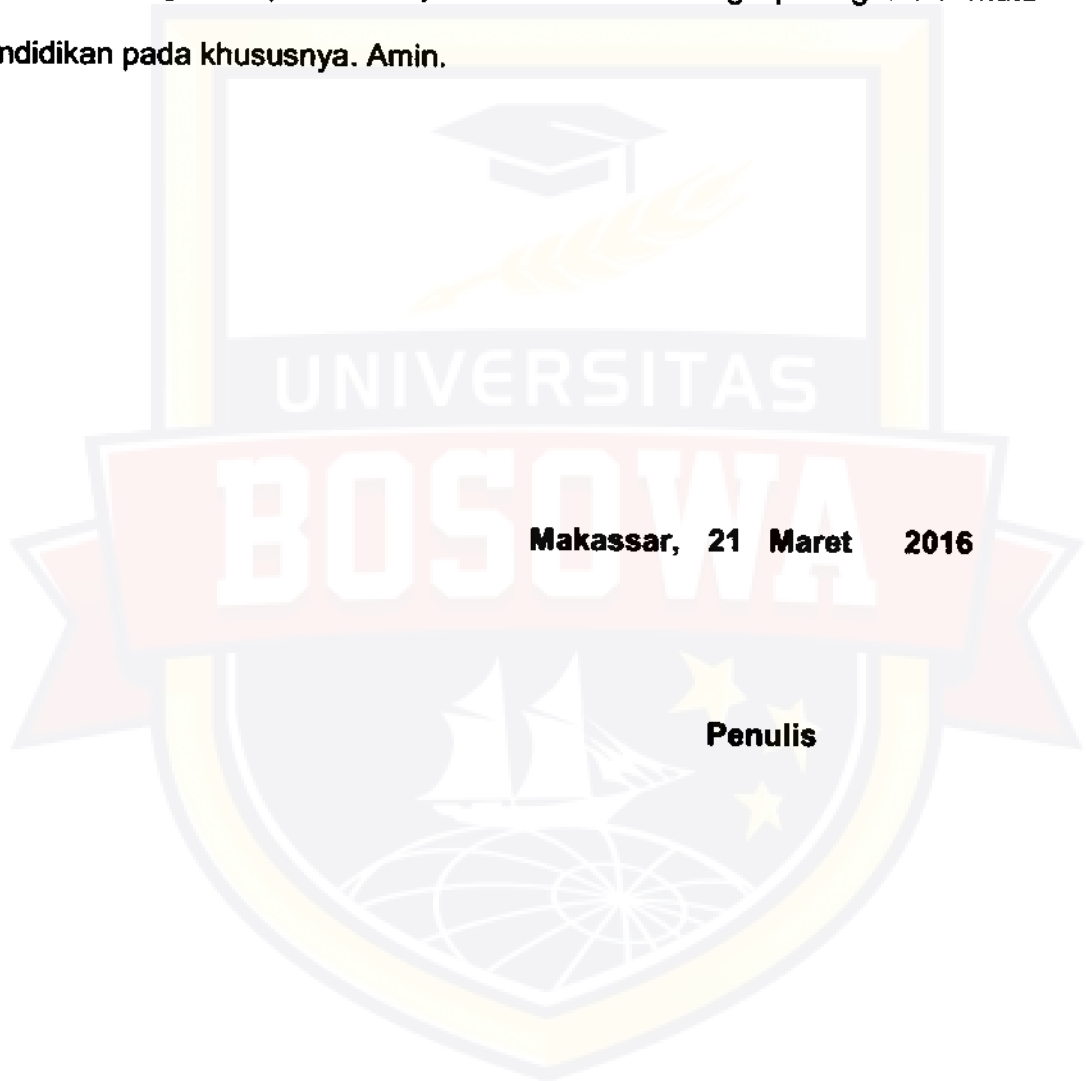 ndidikan pada khususnya. Amin.
UNIVERSITAS
BOSOWA
Makassar, 21 Maret 2016
Penulis